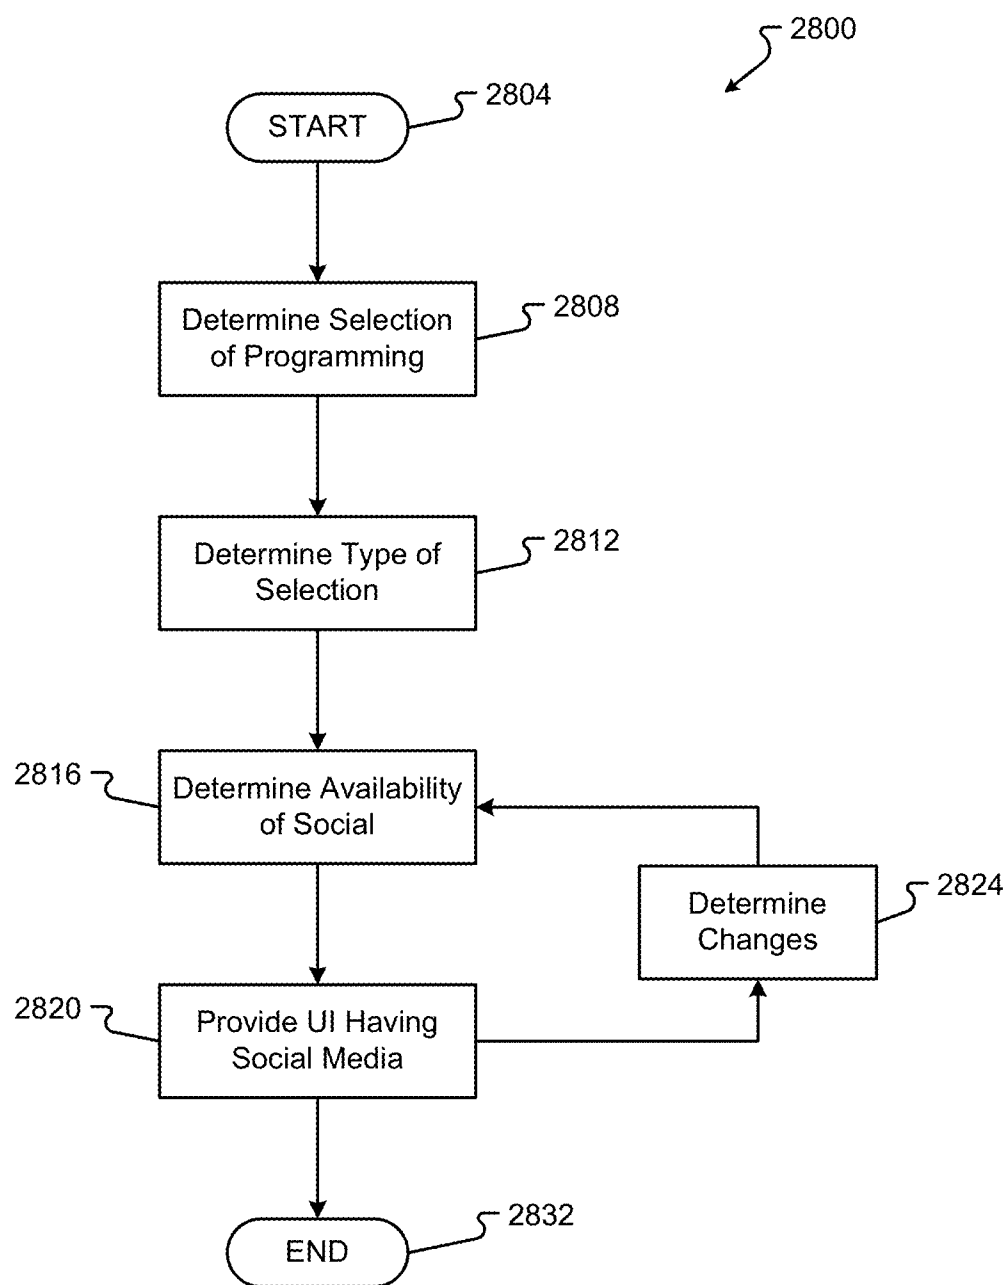 2800
START
2804
Determine Selection
of Programming
2808
Determine Type of
Selection
2812
2816
Determine Availability
of Social
Determine
Changes
2824
2820
Provide UI Having
Social Media
END
2832